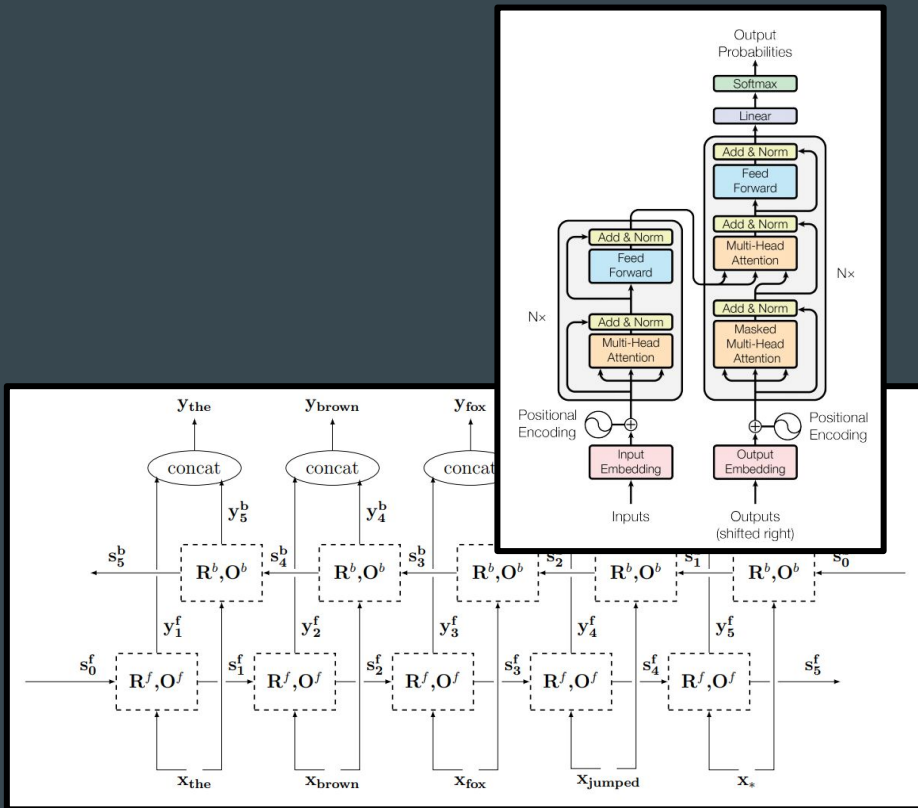 Output
Probabilities
Softmax
Linear
Add & Norm
Feed
Forward
Add & Norm
Multi-Head
Attention
Add & Norm
Masked
Multi-Head
Attention
N×
Add & Norm
Feed
Forward
Add & Norm
Multi-Head
Attention
N×
Positional
Encoding
Positional
Encoding
Input
Embedding
Output
Embedding
Inputs
Outputs
(shifted right)
y_the y_brown y_fox
concat concat concat
y^b_5 y^b_4
s^b_5 s^b_4 s^b_3
R^b,O^b R^b,O^b R^b,O^b R^b,O^b R^b,O^b
y^f_1 y^f_2 y^f_3 y^f_4 y^f_5
s^f_0 s^f_1 s^f_2 s^f_3 s^f_4 s^f_5
R^f,O^f R^f,O^f R^f,O^f R^f,O^f R^f,O^f
x_the x_brown x_fox x_jumped x_*